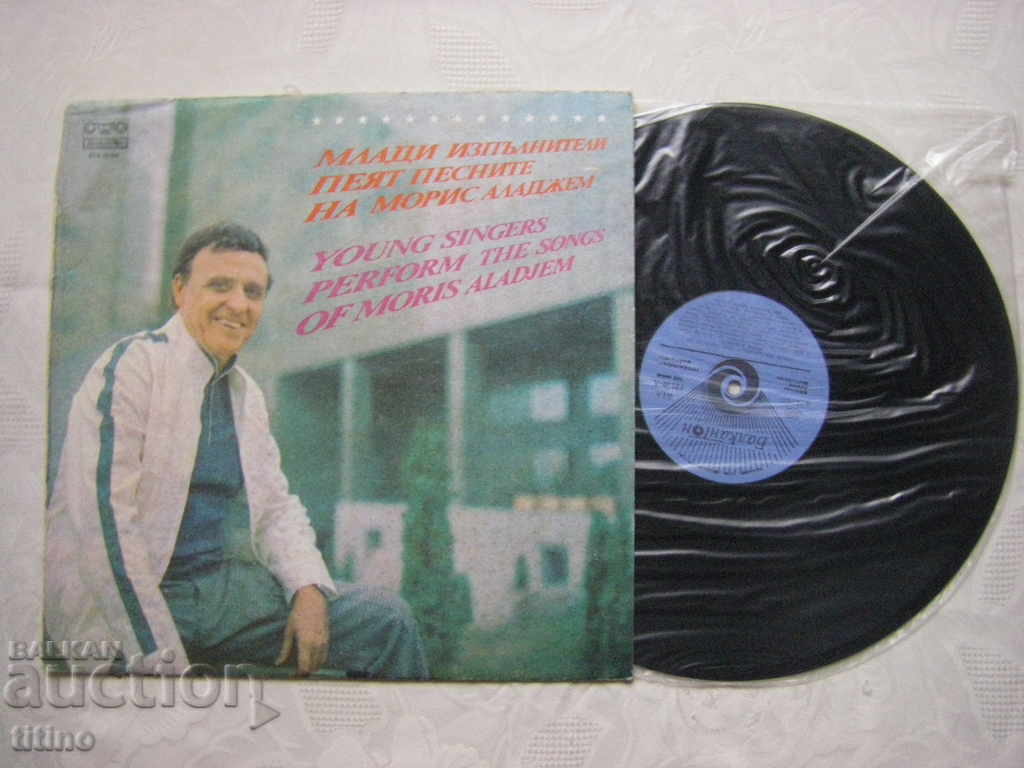 МЛАДИ ИЗПЪЛНИТЕЛИ
ПЕЯТ ПЕСНИТЕ
НА МОРИС АЛАДЖЕМ
YOUNG SINGERS
PERFORM THE SONGS
OF MORIS ALADJEM
Балкантон
BALKAN
auction
titino